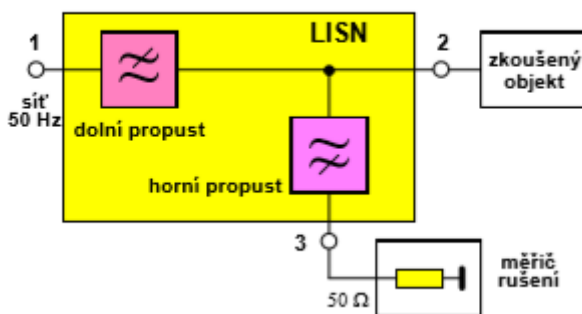 1
LISN
2
síť
50 Hz
dolní propust
zkoušený
objekt
horní propust
3
50 Ω
měřič
rušení